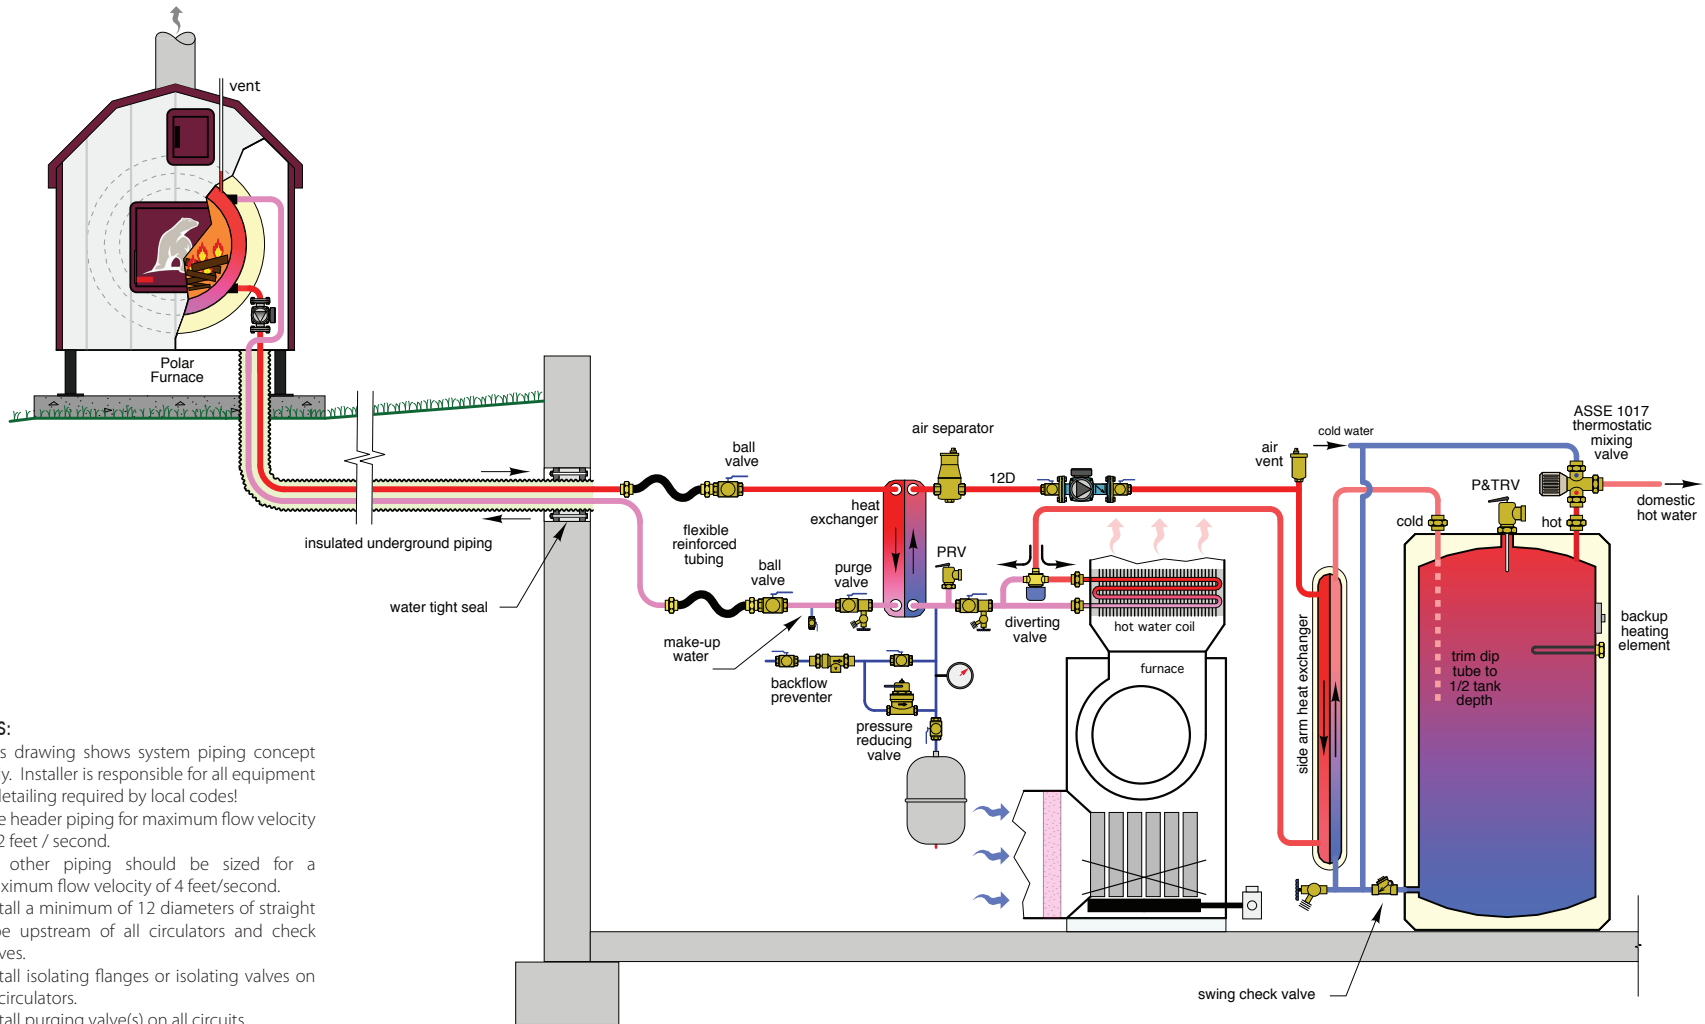 vent
Polar
Furnace
insulated underground piping
water tight seal
ball
valve
flexible
reinforced
tubing
ball
valve
make-up
water
purge
valve
heat
exchanger
air separator
12D
PRV
backflow
preventer
pressure
reducing
valve
diverting
valve
hot water coil
furnace
air
vent
cold water
side arm heat exchanger
cold
P&TRV
hot
ASSE 1017
thermostatic
mixing
valve
domestic
hot water
backup
heating
element
trim dip
tube to
1/2 tank
depth
swing check valve
S:
s drawing shows system piping concept
y. Installer is responsible for all equipment
detailing required by local codes!
e header piping for maximum flow velocity
2 feet / second.
other piping should be sized for a
ximum flow velocity of 4 feet/second.
tall a minimum of 12 diameters of straight
e upstream of all circulators and check
ves.
tall isolating flanges or isolating valves on
circulators.
tall purging valve(s) on all circuits